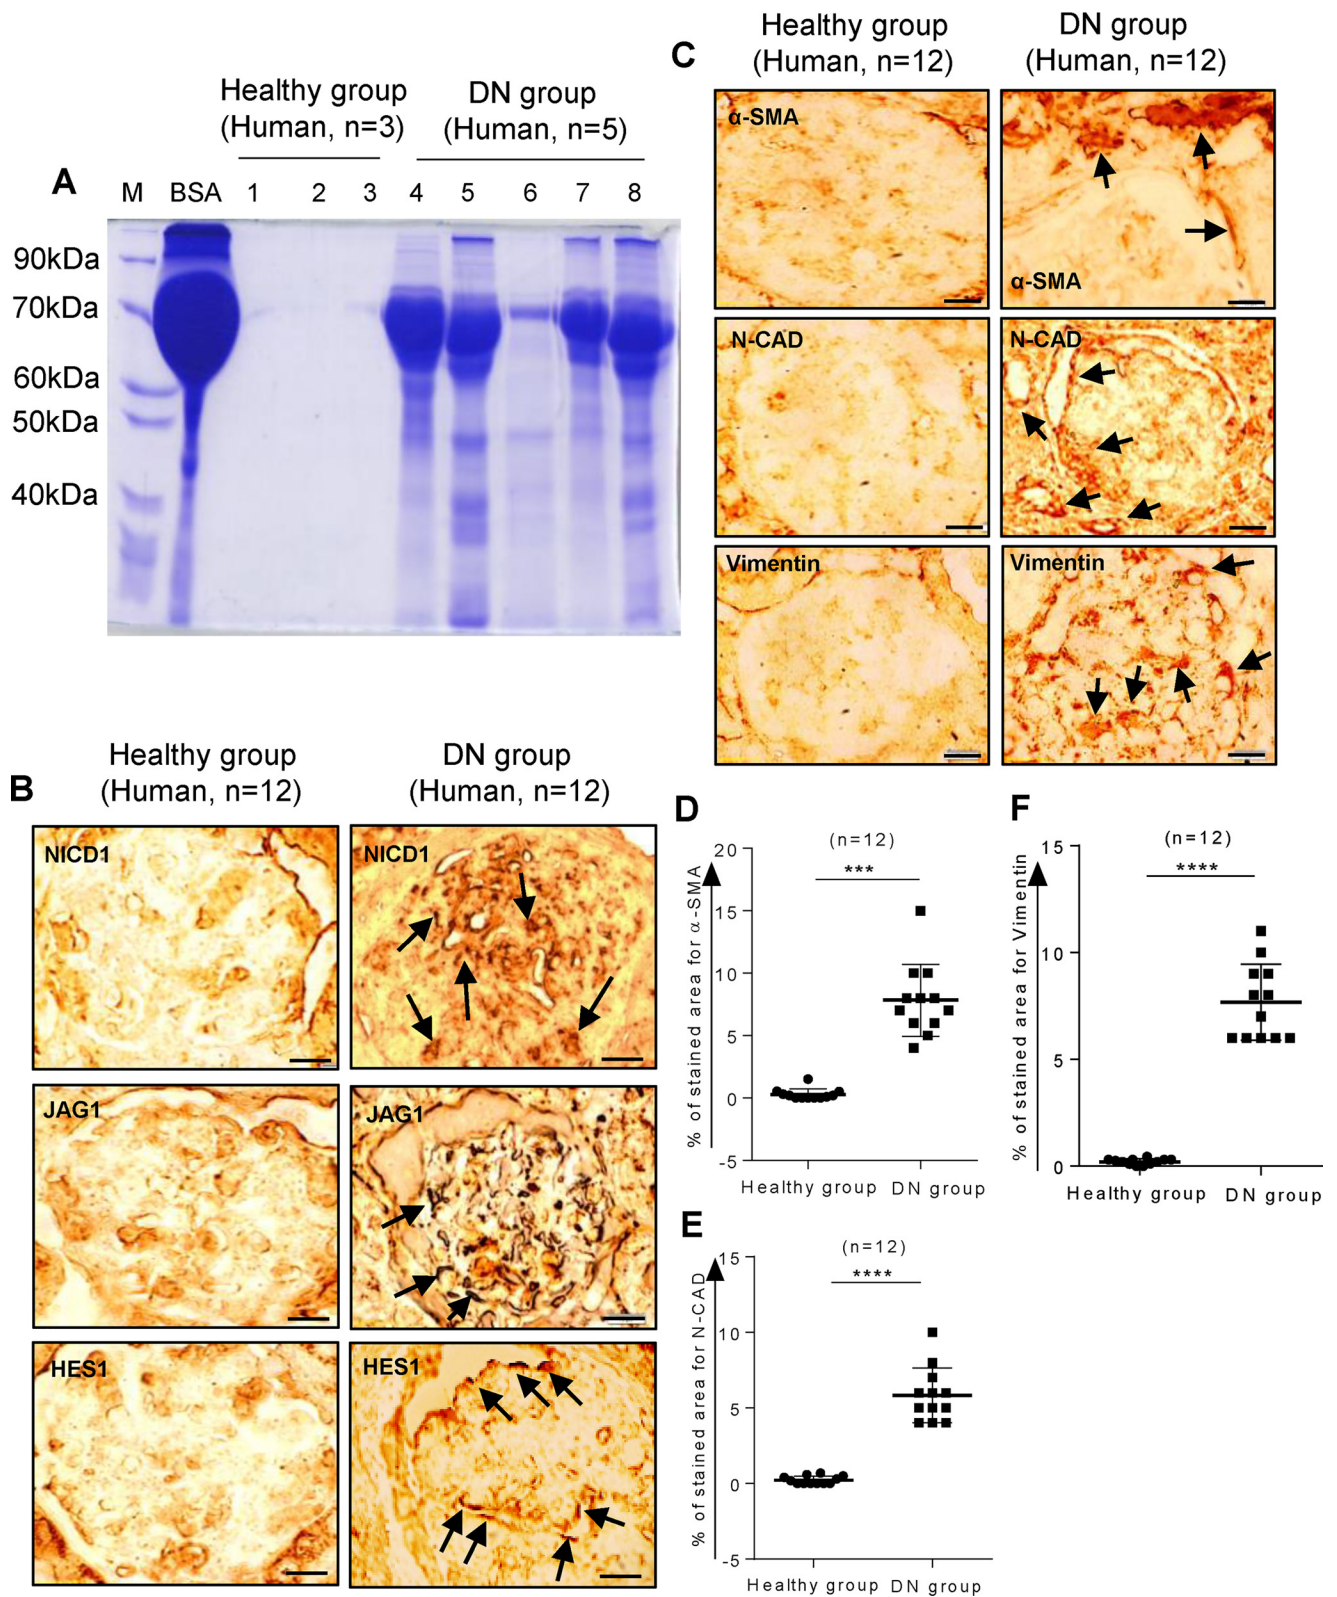 A
Healthy group
(Human, n=3)
DN group
(Human, n=5)
M BSA 1 2 3 4 5 6 7 8
90kDa
70kDa
60kDa
50kDa
40kDa
B
Healthy group
(Human, n=12)
DN group
(Human, n=12)
NICD1
NICD1
JAG1
JAG1
HES1
HES1
C
Healthy group
(Human, n=12)
DN group
(Human, n=12)
α-SMA
α-SMA
N-CAD
N-CAD
Vimentin
Vimentin
D
% of stained area for α-SMA
(n=12)
***
20
15
10
5
0
-5
Healthy group DN group
E
% of stained area for N-CAD
(n=12)
****
15
10
5
0
-5
Healthy group DN group
F
% of stained area for Vimentin
(n=12)
****
15
10
5
0
Healthy group DN group